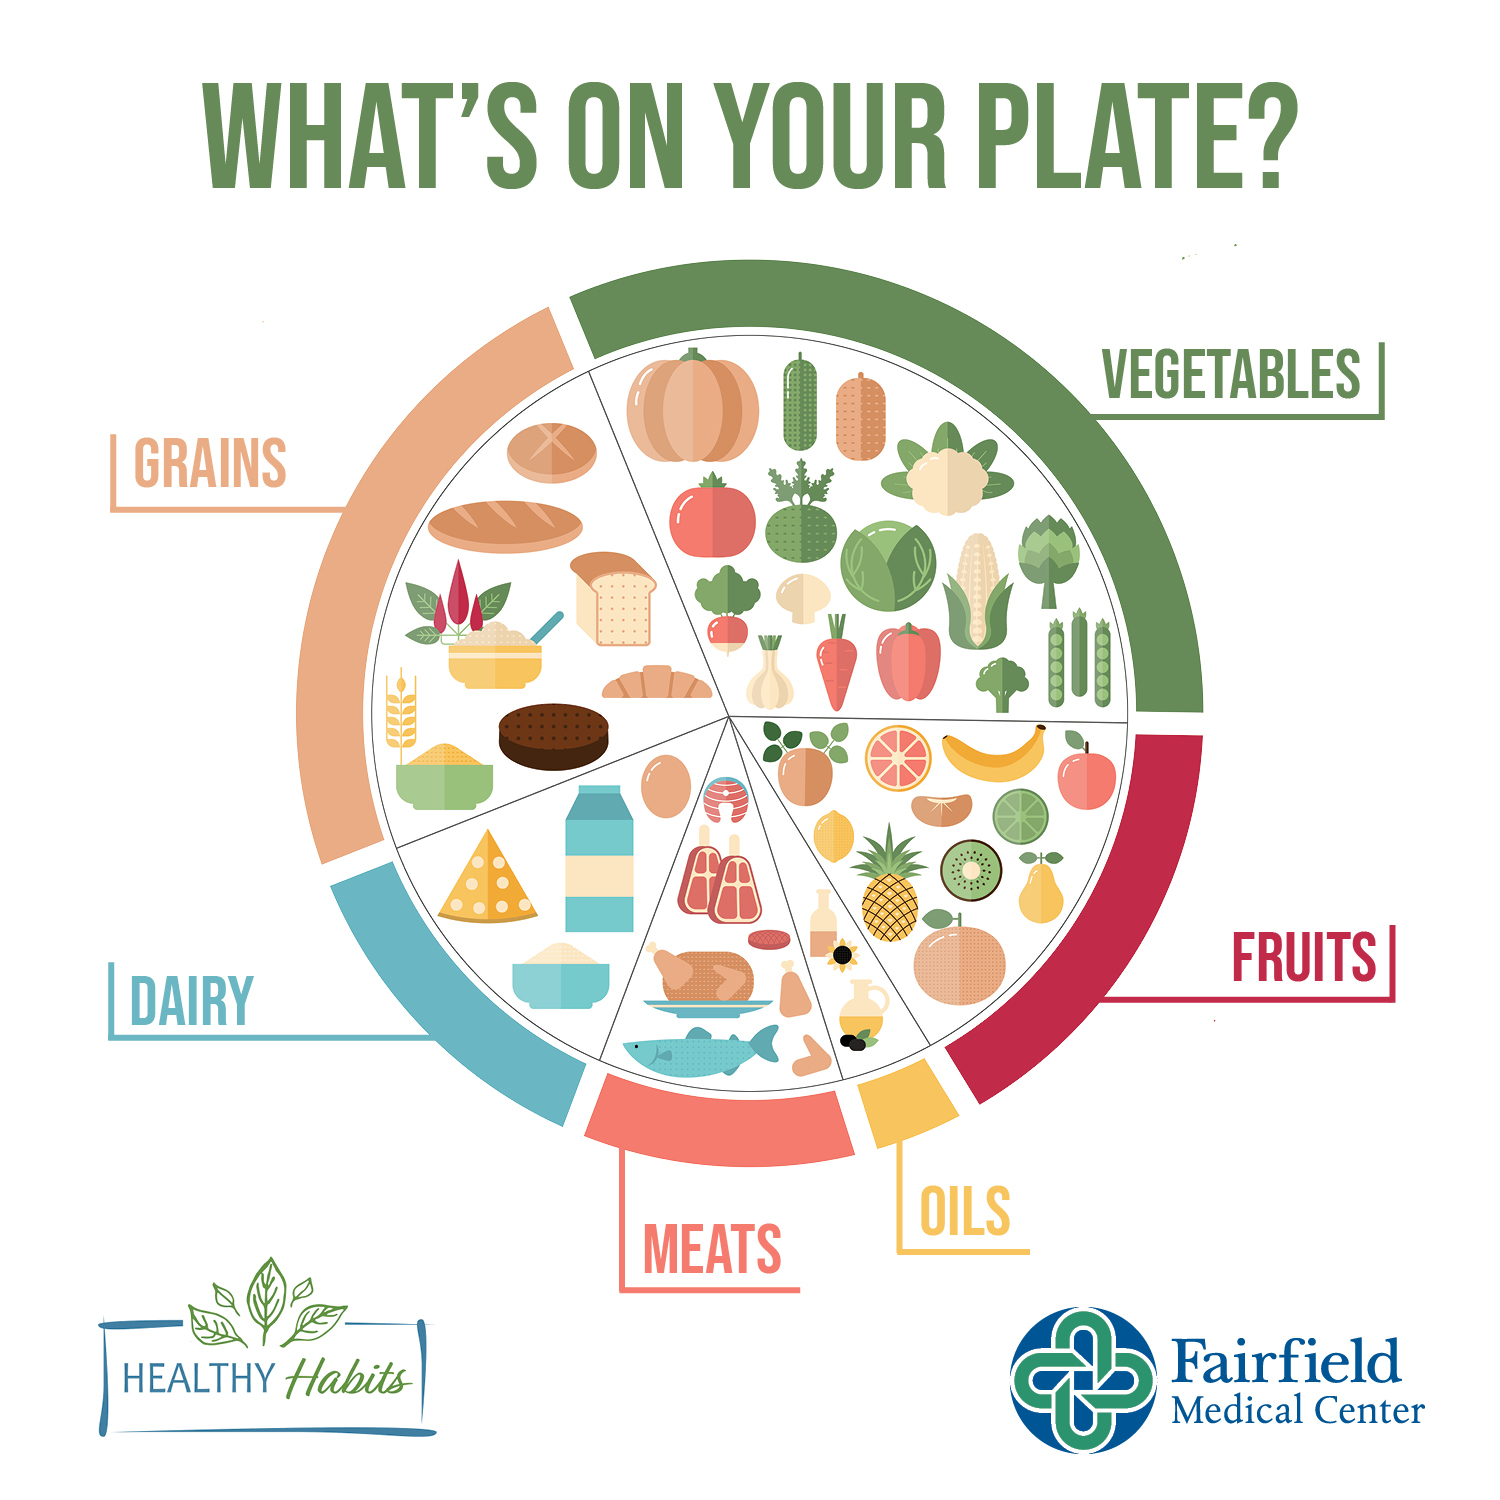 WHAT'S ON YOUR PLATE?
VEGETABLES
GRAINS
FRUITS
DAIRY
OILS
MEATS
HEALTHY Habits
Fairfield
Medical Center